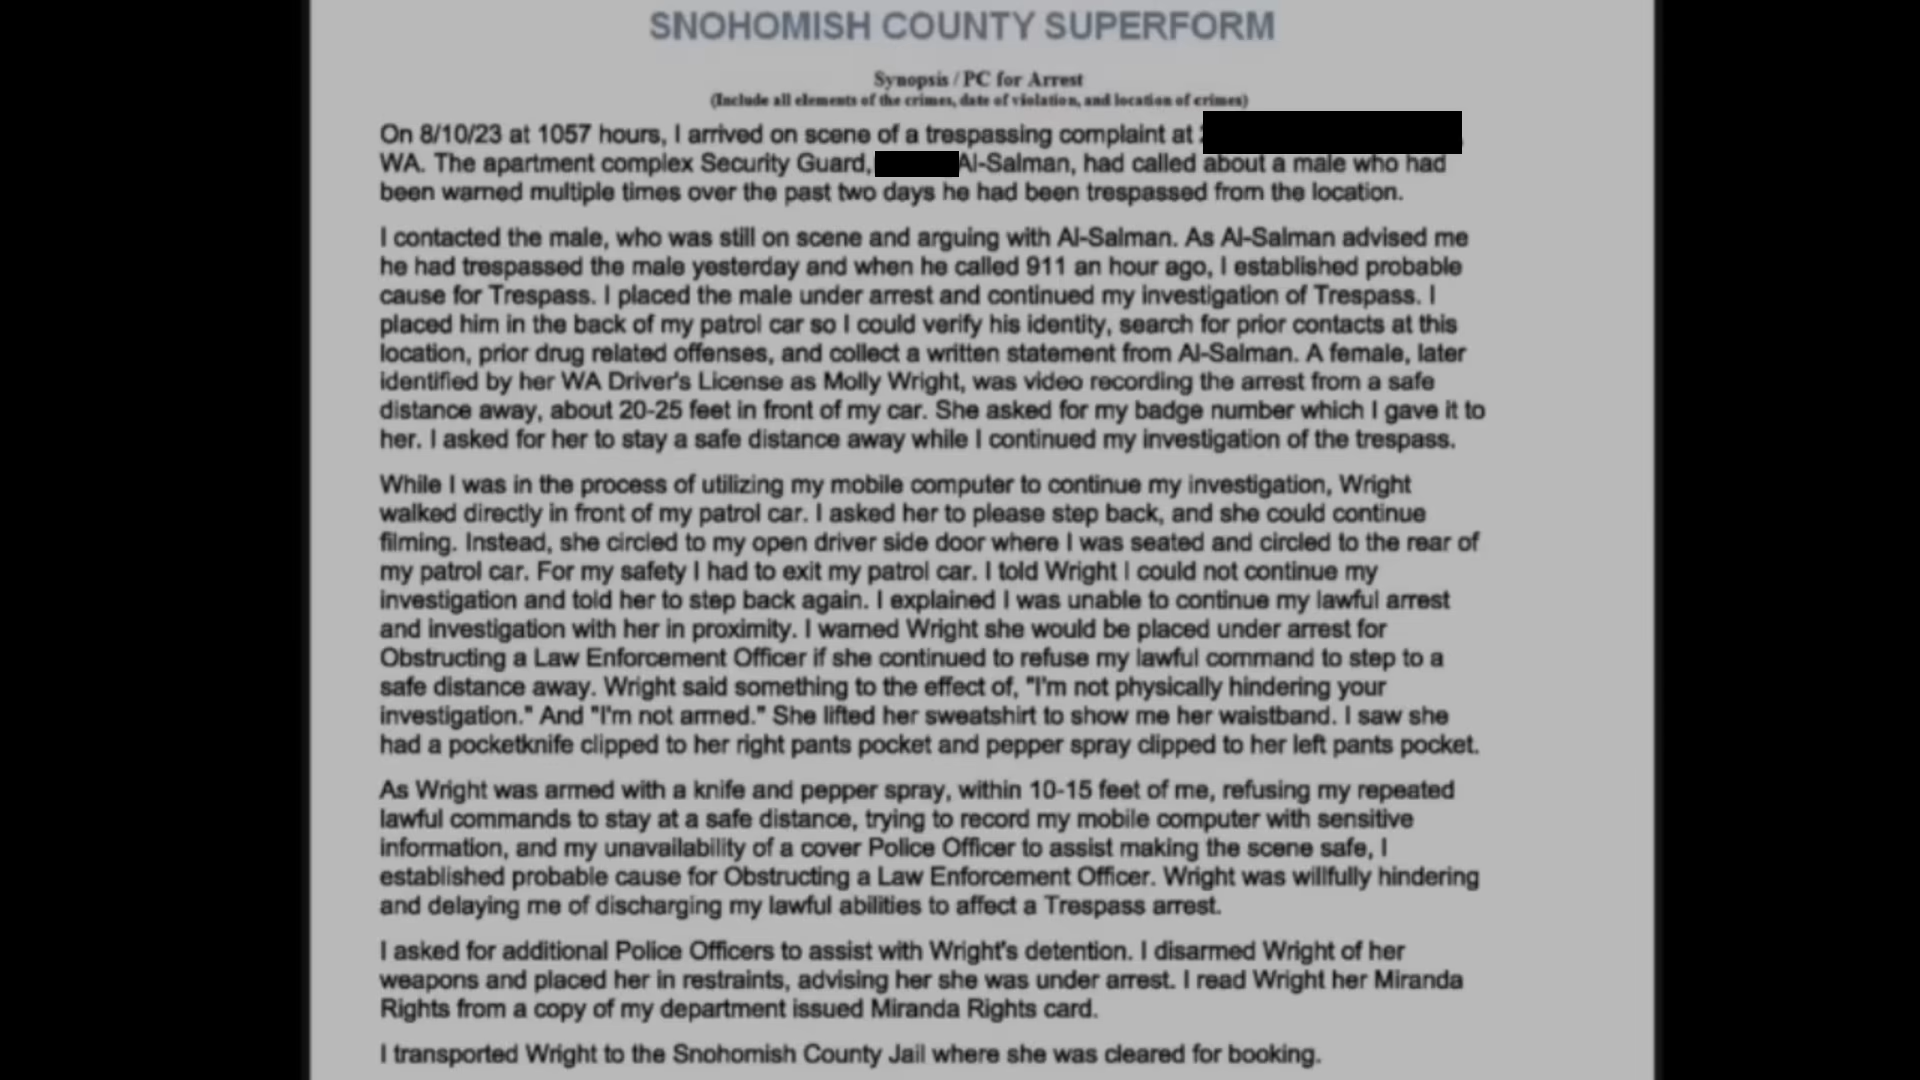 SNOHOMISH COUNTY SUPERFORM
Synopsis / PC for Arrest
(Include all elements of the crimes, date of violation, and location of crimes)
On 8/10/23 at 1057 hours, I arrived on scene of a trespassing complaint at
WA. The apartment complex Security Guard, Al-Salman, had called about a male who had
been warned multiple times over the past two days he had been trespassed from the location.
I contacted the male, who was still on scene and arguing with Al-Salman. As Al-Salman advised me
he had trespassed the male yesterday and when he called 911 an hour ago, I established probable
cause for Trespass. I placed the male under arrest and continued my investigation of Trespass. I
placed him in the back of my patrol car so I could verify his identity, search for prior contacts at this
location, prior drug related offenses, and collect a written statement from Al-Salman. A female, later
identified by her WA Driver's License as Molly Wright, was video recording the arrest from a safe
distance away, about 20-25 feet in front of my car. She asked for my badge number which I gave it to
her. I asked for her to stay a safe distance away while I continued my investigation of the trespass.
While I was in the process of utilizing my mobile computer to continue my investigation, Wright
walked directly in front of my patrol car. I asked her to please step back, and she could continue
filming. Instead, she circled to my open driver side door where I was seated and circled to the rear of
my patrol car. For my safety I had to exit my patrol car. I told Wright I could not continue my
investigation and told her to step back again. I explained I was unable to continue my lawful arrest
and investigation with her in proximity. I warned Wright she would be placed under arrest for
Obstructing a Law Enforcement Officer if she continued to refuse my lawful command to step to a
safe distance away. Wright said something to the effect of, "I'm not physically hindering your
investigation." And "I'm not armed." She lifted her sweatshirt to show me her waistband. I saw she
had a pocketknife clipped to her right pants pocket and pepper spray clipped to her left pants pocket.
As Wright was armed with a knife and pepper spray, within 10-15 feet of me, refusing my repeated
lawful commands to stay at a safe distance, trying to record my mobile computer with sensitive
information, and my unavailability of a cover Police Officer to assist making the scene safe, I
established probable cause for Obstructing a Law Enforcement Officer. Wright was willfully hindering
and delaying me of discharging my lawful abilities to affect a Trespass arrest.
I asked for additional Police Officers to assist with Wright's detention. I disarmed Wright of her
weapons and placed her in restraints, advising her she was under arrest. I read Wright her Miranda
Rights from a copy of my department issued Miranda Rights card.
I transported Wright to the Snohomish County Jail where she was cleared for booking.